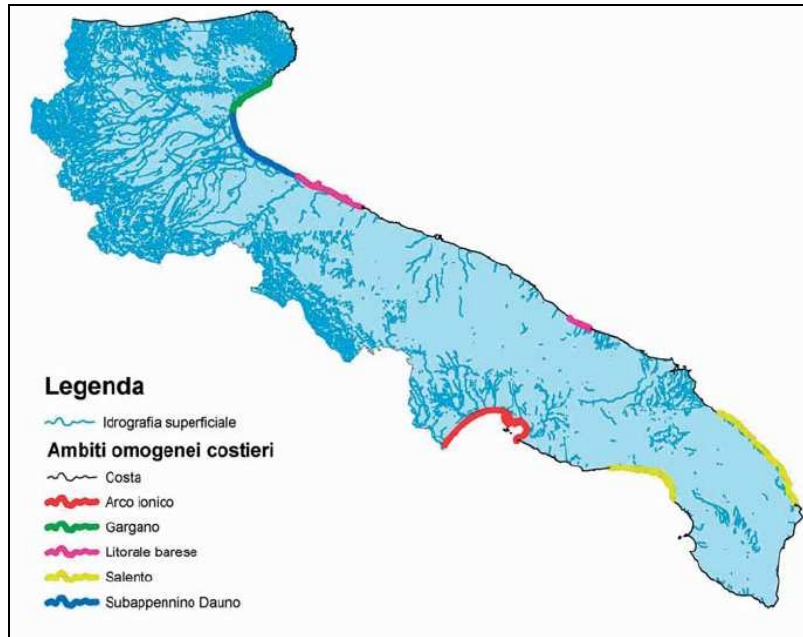 Legenda
Idrografia superficiale
Ambiti omogenei costieri
Costa
Arco ionico
Gargano
Litorale barese
Salento
Subappennino Dauno